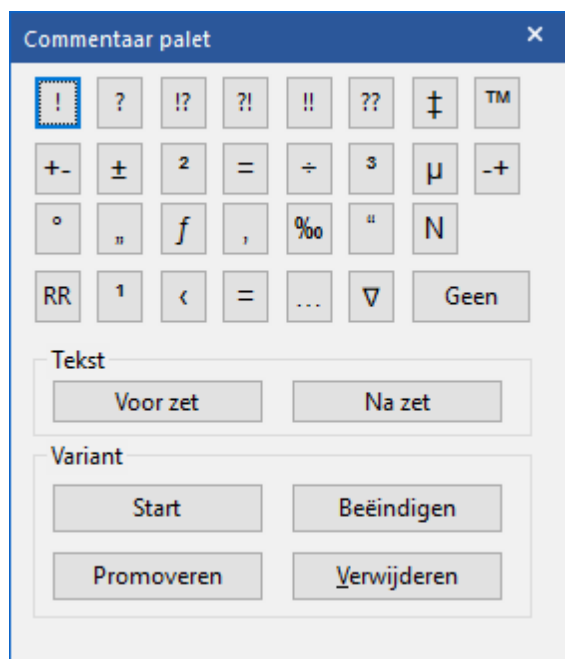 Commentaar palet ×
! ? !? ?! !! ?? ‡ ™
+- ± ² = ÷ ³ µ -+
° „ ƒ ‚ ‰ “ N
RR ¹ ‹ = … ∇ Geen
Tekst
Voor zet Na zet
Variant
Start Beëindigen
Promoveren Verwijderen